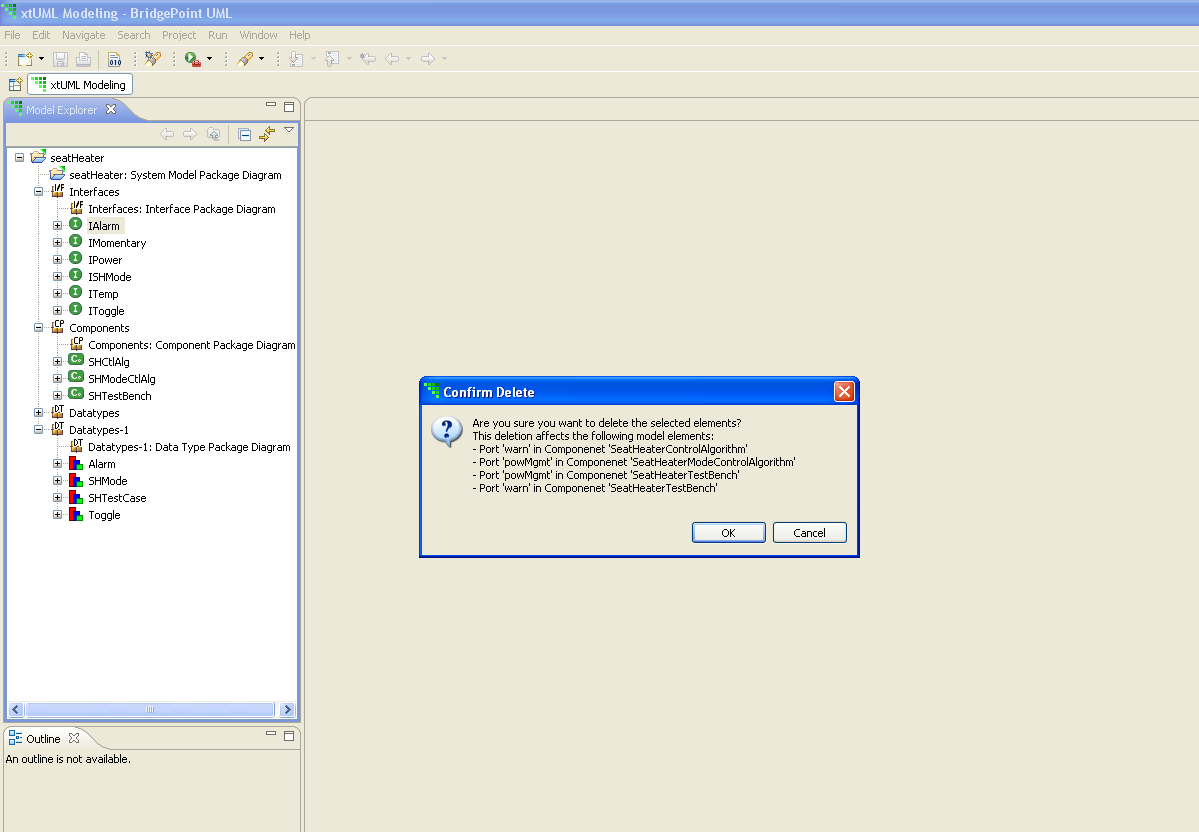 xtUML Modeling - BridgePoint UML
File Edit Navigate Search Project Run Window Help
010
xtUML Modeling
Model Explorer
seatHeater
seatHeater: System Model Package Diagram
Interfaces
Interfaces: Interface Package Diagram
IAlarm
IMomentary
IPower
ISHMode
ITemp
IToggle
Components
Components: Component Package Diagram
SHCtlAlg
SHModeCtlAlg
SHTestBench
Datatypes
Datatypes-1
Datatypes-1: Data Type Package Diagram
Alarm
SHMode
SHTestCase
Toggle
Confirm Delete
Are you sure you want to delete the selected elements?
This deletion affects the following model elements:
- Port 'warn' in Componenet 'SeatHeaterControlAlgorithm'
- Port 'powMgmt' in Componenet 'SeatHeaterModeControlAlgorithm'
- Port 'powMgmt' in Componenet 'SeatHeaterTestBench'
- Port 'warn' in Componenet 'SeatHeaterTestBench'
OK Cancel
Outline
An outline is not available.